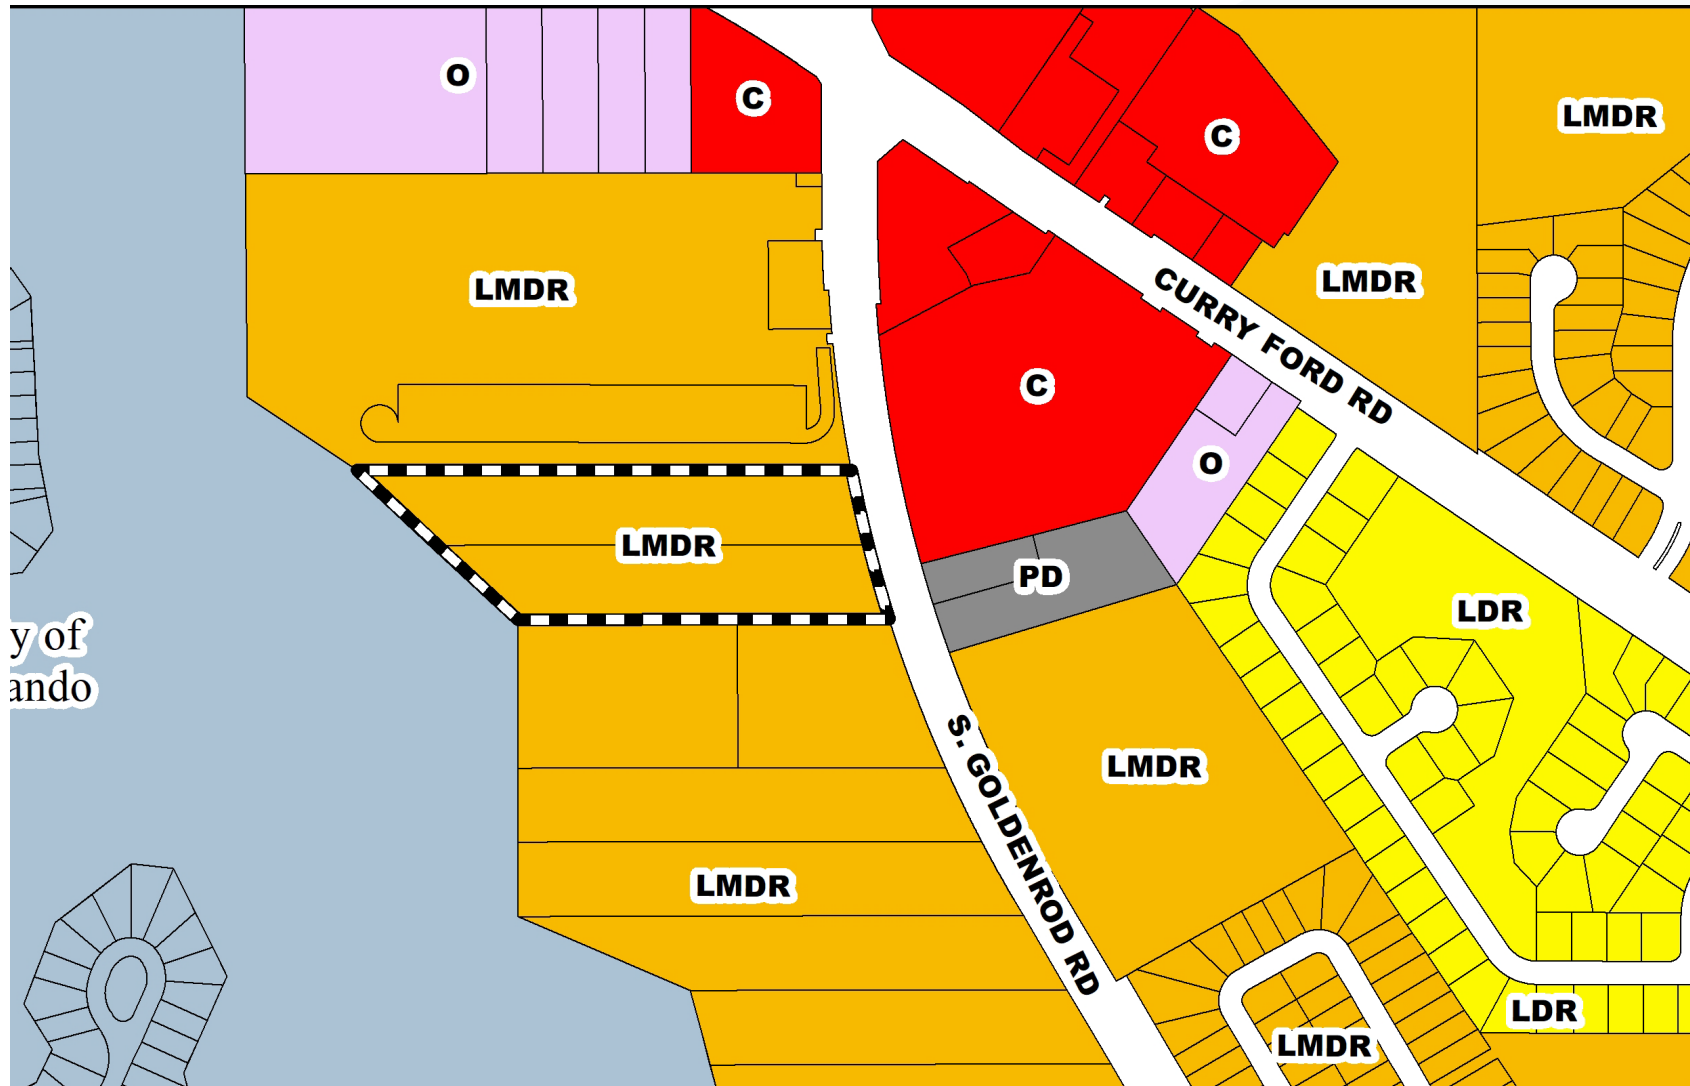 O
C
C
LMDR
LMDR
LMDR
CURRY FORD RD
C
O
LMDR
PD
LDR
y of
ando
S. GOLDENROD RD
LMDR
LMDR
LDR
LMDR